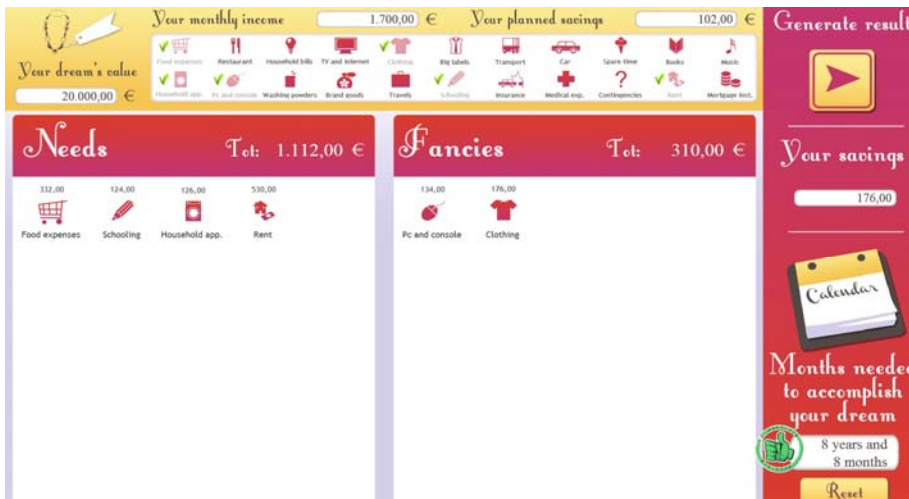 Your monthly income 1.700,00 € Your planned savings 102,00 €
Your dream's value
20.000,00 €
Food expenses Restaurant Household bills TV and internet Clothing Big labels Transport Car Spare time Books Music
Household app. Pc and console Washing powders Brand goods Travels Schooling Insurance Medical exp. Contingencies Rent Mortgage inst.
Generate result
Needs Tot: 1.112,00 €
332,00 124,00 126,00 530,00
Food expenses Schooling Household app. Rent
Fancies Tot: 310,00 €
134,00 176,00
Pc and console Clothing
Your savings
176,00
Calendar
Months needed
to accomplish
your dream
8 years and
8 months
Reset